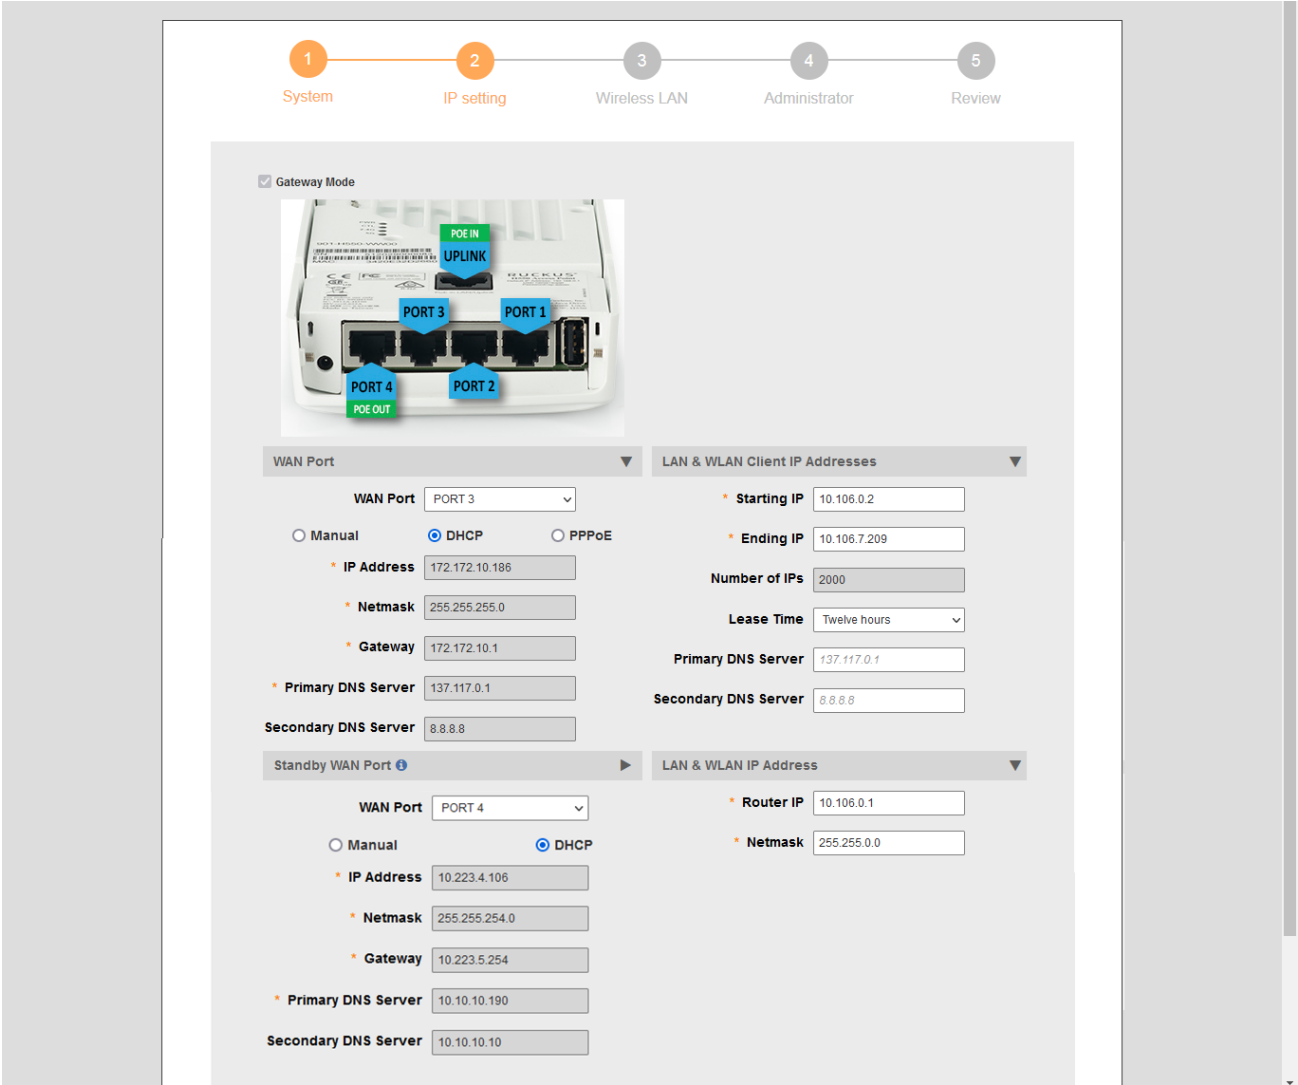 1
2
3
4
5
System
IP setting
Wireless LAN
Administrator
Review
Gateway Mode
POE IN
UPLINK
RUCKUS
PORT 3
PORT 1
PORT 4
PORT 2
POE OUT
WAN Port
WAN Port PORT 3
Manual DHCP PPPoE
* IP Address 172.172.10.186
* Netmask 255.255.255.0
* Gateway 172.172.10.1
* Primary DNS Server 137.117.0.1
Secondary DNS Server 8.8.8.8
LAN & WLAN Client IP Addresses
* Starting IP 10.106.0.2
* Ending IP 10.106.7.209
Number of IPs 2000
Lease Time Twelve hours
Primary DNS Server 137.117.0.1
Secondary DNS Server 8.8.8.8
Standby WAN Port
WAN Port PORT 4
Manual DHCP
* IP Address 10.223.4.106
* Netmask 255.255.254.0
* Gateway 10.223.5.254
* Primary DNS Server 10.10.10.190
Secondary DNS Server 10.10.10.10
LAN & WLAN IP Address
* Router IP 10.106.0.1
* Netmask 255.255.0.0